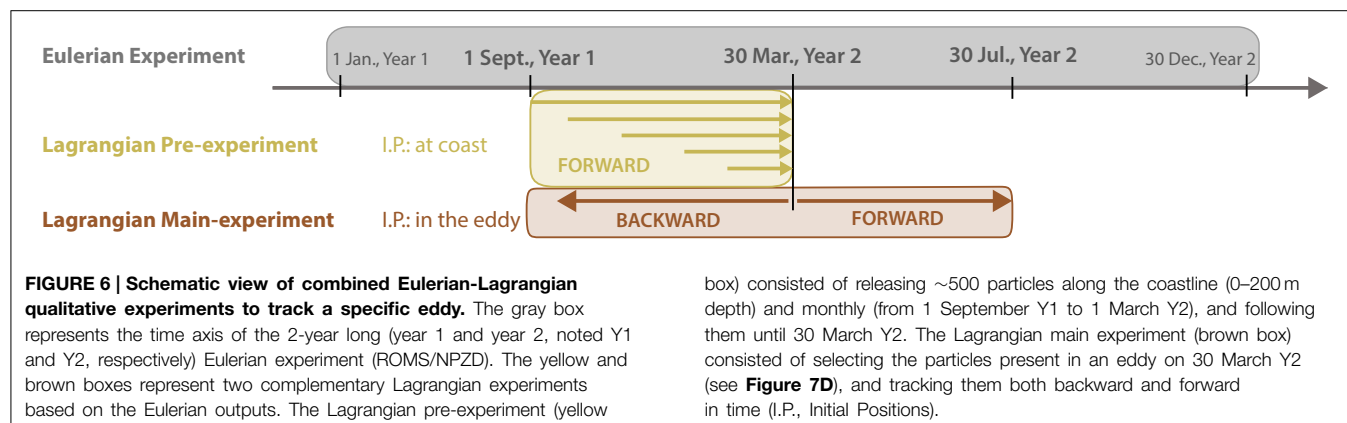 Eulerian Experiment
1 Jan., Year 1
1 Sept., Year 1
30 Mar., Year 2
30 Jul., Year 2
30 Dec., Year 2
Lagrangian Pre-experiment
I.P.: at coast
FORWARD
Lagrangian Main-experiment
I.P.: in the eddy
BACKWARD
FORWARD
FIGURE 6 | Schematic view of combined Eulerian-Lagrangian
qualitative experiments to track a specific eddy. The gray box
represents the time axis of the 2-year long (year 1 and year 2, noted Y1
and Y2, respectively) Eulerian experiment (ROMS/NPZD). The yellow and
brown boxes represent two complementary Lagrangian experiments
based on the Eulerian outputs. The Lagrangian pre-experiment (yellow
box) consisted of releasing ~500 particles along the coastline (0–200 m
depth) and monthly (from 1 September Y1 to 1 March Y2), and following
them until 30 March Y2. The Lagrangian main experiment (brown box)
consisted of selecting the particles present in an eddy on 30 March Y2
(see Figure 7D), and tracking them both backward and forward
in time (I.P., Initial Positions).